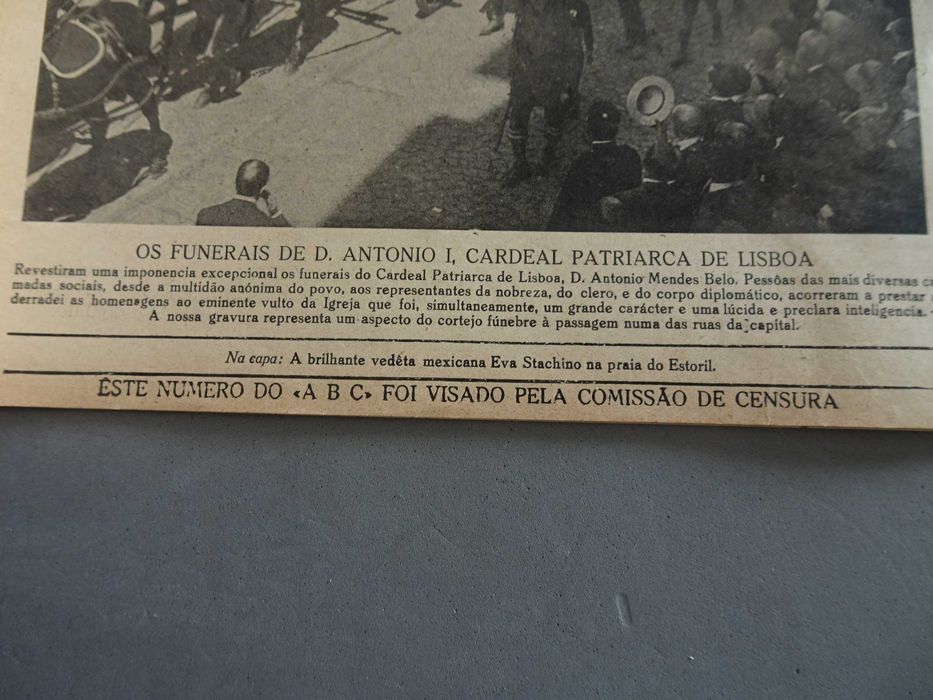 OS FUNERAIS DE D. ANTONIO I, CARDEAL PATRIARCA DE LISBOA
Revestiram uma imponencia excepcional os funerais do Cardeal Patriarca de Lisboa, D. Antonio Mendes Belo. Pessôas das mais diversas
madas sociais, desde a multidão anónima do povo, aos representantes da nobreza, do clero, e do corpo diplomático, acorreram a prestar
derradei as homenagens ao eminente vulto da Igreja que foi, simultaneamente, um grande carácter e uma lúcida e preclara inteligencia.
A nossa gravura representa um aspecto do cortejo fúnebre à passagem numa das ruas da capital.
Na capa: A brilhante vedéta mexicana Eva Stachino na praia do Estoril.
ÊSTE NUMERO DO «A B C» FOI VISADO PELA COMISSÃO DE CENSURA